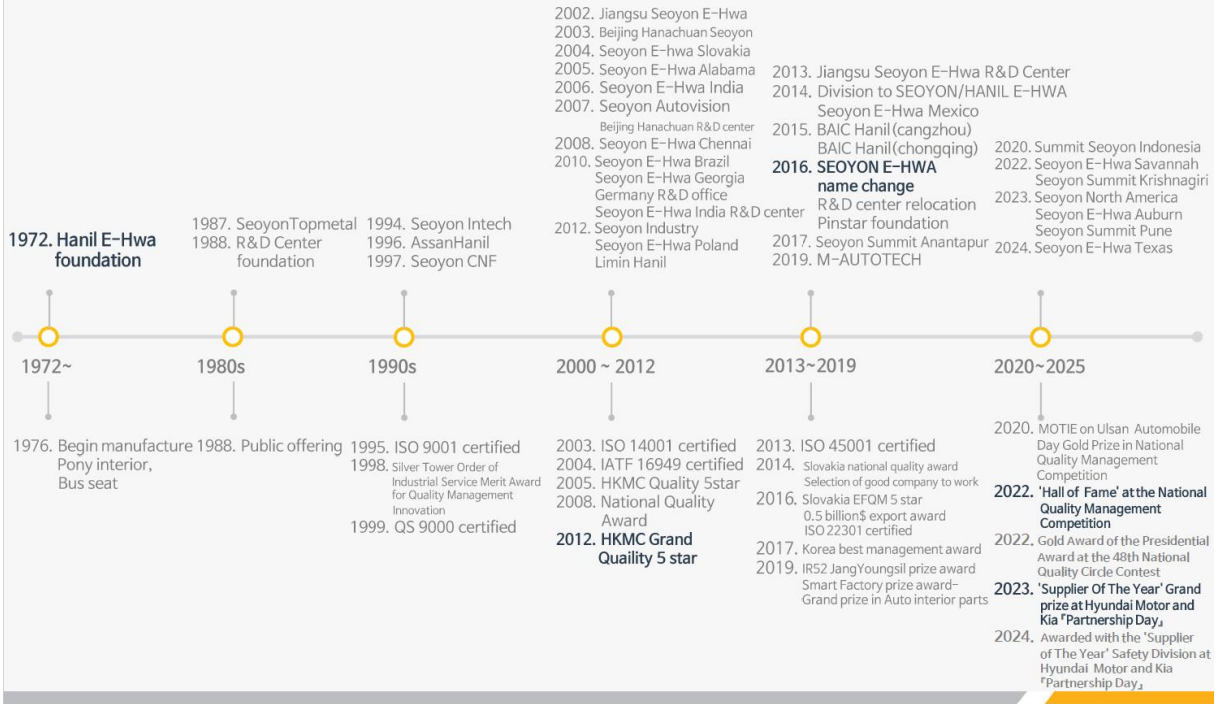 1972. Hanil E-Hwa
foundation
1987. SeoyonTopmetal
1988. R&D Center
foundation
1994. Seoyon Intech
1996. AssanHanil
1997. Seoyon CNF
2002. Jiangsu Seoyon E-Hwa
2003. Beijing Hanachuan Seoyon
2004. Seoyon E-hwa Slovakia
2005. Seoyon E-Hwa Alabama
2006. Seoyon E-Hwa India
2007. Seoyon Autovision
Beijing Hanachuan R&D center
2008. Seoyon E-Hwa Chennai
2010. Seoyon E-Hwa Brazil
Seoyon E-Hwa Georgia
Germany R&D office
Seoyon E-Hwa India R&D center
2012. Seoyon Industry
Seoyon E-Hwa Poland
Limin Hanil
2013. Jiangsu Seoyon E-Hwa R&D Center
2014. Division to SEOYON/HANIL E-HWA
Seoyon E-Hwa Mexico
2015. BAIC Hanil(cangzhou)
BAIC Hanil(chongqing)
2016. SEOYON E-HWA
name change
R&D center relocation
Pinstar foundation
2017. Seoyon Summit Anantapur
2019. M-AUTOTECH
2020. Summit Seoyon Indonesia
2022. Seoyon E-Hwa Savannah
Seoyon Summit Krishnagiri
2023. Seoyon North America
Seoyon E-Hwa Auburn
Seoyon Summit Pune
2024. Seoyon E-Hwa Texas
1972~
1980s
1990s
2000 ~ 2012
2013~2019
2020~2025
1976. Begin manufacture
Pony interior,
Bus seat
1988. Public offering
1995. ISO 9001 certified
1998. Silver Tower Order of
Industrial Service Merit Award
for Quality Management
Innovation
1999. QS 9000 certified
2003. ISO 14001 certified
2004. IATF 16949 certified
2005. HKMC Quality 5star
2008. National Quality
Award
2012. HKMC Grand
Quaility 5 star
2013. ISO 45001 certified
2014. Slovakia national quality award
Selection of good company to work
2016. Slovakia EFQM 5 star
0.5 billion$ export award
ISO 22301 certified
2017. Korea best management award
2019. IR52 JangYoungsil prize award
Smart Factory prize award-
Grand prize in Auto interior parts
2020. MOTIE on Ulsan Automobile
Day Gold Prize in National
Quality Management
Competition
2022. 'Hall of Fame' at the National
Quality Management
Competition
2022. Gold Award of the Presidential
Award at the 48th National
Quality Circle Contest
2023. 'Supplier Of The Year' Grand
prize at Hyundai Motor and
Kia『Partnership Day』
2024. Awarded with the 'Supplier
of The Year' Safety Division at
Hyundai Motor and Kia
『Partnership Day』